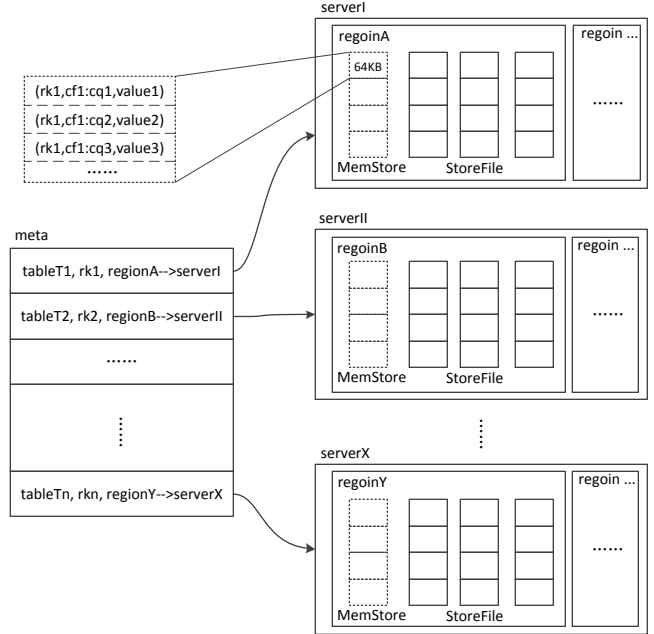 serverI
regoinA
regoin ...
64KB
(rk1,cf1:cq1,value1)
(rk1,cf1:cq2,value2)
(rk1,cf1:cq3,value3)
......
......
MemStore
StoreFile
meta
tableT1, rk1, regionA-->serverI
tableT2, rk2, regionB-->serverII
......
......
tableTn, rkn, regionY-->serverX
serverII
regoinB
regoin ...
......
MemStore
StoreFile
......
serverX
regoinY
regoin ...
......
MemStore
StoreFile